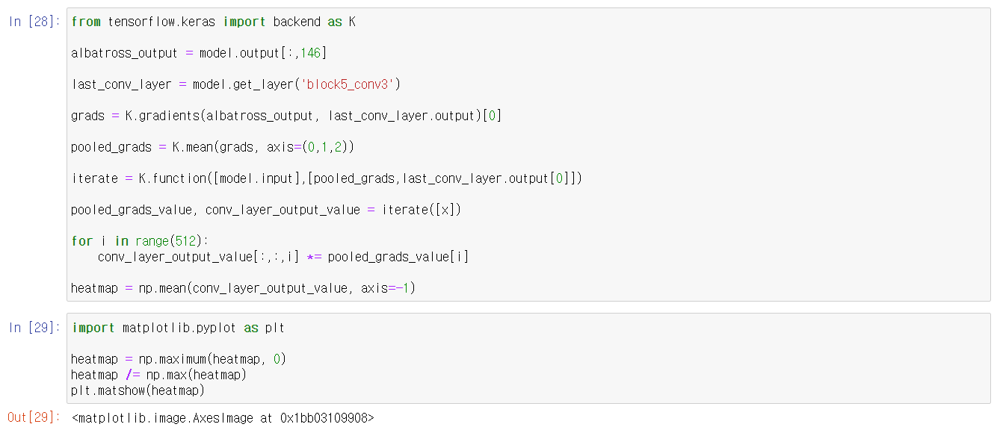 In [28]:
from tensorflow.keras import backend as K
albatross_output = model.output[:,146]
last_conv_layer = model.get_layer('block5_conv3')
grads = K.gradients(albatross_output, last_conv_layer.output)[0]
pooled_grads = K.mean(grads, axis=(0,1,2))
iterate = K.function([model.input],[pooled_grads,last_conv_layer.output[0]])
pooled_grads_value, conv_layer_output_value = iterate([x])
for i in range(512):
    conv_layer_output_value[:,:,i] *= pooled_grads_value[i]
heatmap = np.mean(conv_layer_output_value, axis=-1)
In [29]:
import matplotlib.pyplot as plt
heatmap = np.maximum(heatmap, 0)
heatmap /= np.max(heatmap)
plt.matshow(heatmap)
Out[29]: <matplotlib.image.AxesImage at 0x1bb03109908>